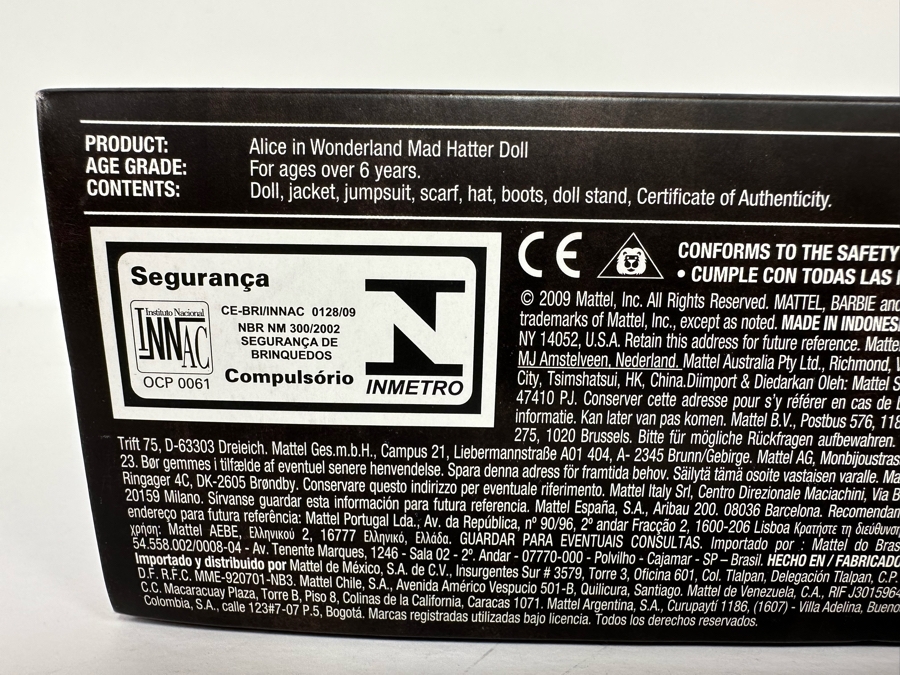 PRODUCT: Alice in Wonderland Mad Hatter Doll
AGE GRADE: For ages over 6 years.
CONTENTS: Doll, jacket, jumpsuit, scarf, hat, boots, doll stand, Certificate of Authenticity.
Segurança
Instituto Nacional
INNAC
OCP 0061
CE-BRI/INNAC 0128/09
NBR NM 300/2002
SEGURANÇA DE
BRINQUEDOS
Compulsório
INMETRO
CE
CONFORMS TO THE SAFETY
• CUMPLE CON TODAS LAS
© 2009 Mattel, Inc. All Rights Reserved. MATTEL, BARBIE and
trademarks of Mattel, Inc., except as noted. MADE IN INDONESI
NY 14052, U.S.A. Retain this address for future reference. Matte
MJ Amstelveen, Nederland. Mattel Australia Pty Ltd., Richmond, V
City, Tsimshatsui, HK, China.Diimport & Diedarkan Oleh: Mattel S
47410 PJ. Conserver cette adresse pour s'y référer en cas de
informatie. Kan later van pas komen. Mattel B.V., Postbus 576, 118
275, 1020 Brussels. Bitte für mögliche Rückfragen aufbewahren.
Trift 75, D-63303 Dreieich. Mattel Ges.m.b.H., Campus 21, Liebermannstraße A01 404, A- 2345 Brunn/Gebirge. Mattel AG, Monbijoustras
23. Bør gemmes i tilfælde af eventuel senere henvendelse. Spara denna adress för framtida behov. Säilytä tämä osoite vastaisen varalle. Ma
Ringager 4C, DK-2605 Brøndby. Conservare questo indirizzo per eventuale riferimento. Mattel Italy Srl, Centro Direzionale Maciachini, Via B
20159 Milano. Sírvanse guardar esta información para futura referencia. Mattel España, S.A., Aribau 200. 08036 Barcelona. Recomendan
endereço para futura referência: Mattel Portugal Lda., Av. da República, nº 90/96, 2º andar Fracção 2, 1600-206 Lisboa Κρατήστε τη διεύθυν
χρήση: Mattel AEBE, Ελληνικού 2, 16777 Ελληνικό, Ελλάδα. GUARDAR PARA EVENTUAIS CONSULTAS. Importado por : Mattel do Bras
54.558.002/0008-04 - Av. Tenente Marques, 1246 - Sala 02 - 2º. Andar - 07770-000 - Polvilho - Cajamar - SP – Brasil. HECHO EN / FABRICADO
Importado y distribuido por Mattel de México, S.A. de C.V., Insurgentes Sur # 3579, Torre 3, Oficina 601, Col. Tlalpan, Delegación Tlalpan, C.P.
D.F. R.F.C. MME-920701-NB3. Mattel Chile, S.A., Avenida Américo Vespucio 501-B, Quilicura, Santiago. Mattel de Venezuela, C.A., RIF J3015964
C.C. Macaracuay Plaza, Torre B, Piso 8, Colinas de la California, Caracas 1071. Mattel Argentina, S.A., Curupaytí 1186, (1607) - Villa Adelina, Bueno
Colombia, S.A., calle 123#7-07 P.5, Bogotá. Marcas registradas utilizadas bajo licencia. Todos los derechos reservados.